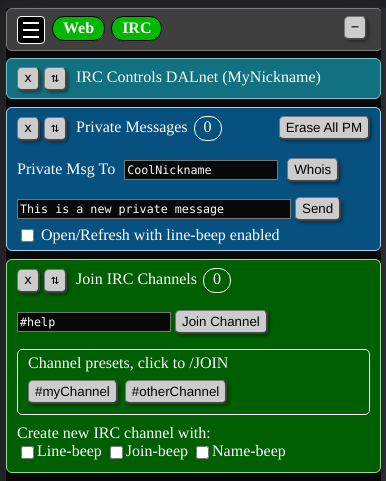 Web IRC −
x ⇅ IRC Controls DALnet (MyNickname)
x ⇅ Private Messages 0 Erase All PM
Private Msg To CoolNickname Whois
This is a new private message Send
Open/Refresh with line-beep enabled
x ⇅ Join IRC Channels 0
#help Join Channel
Channel presets, click to /JOIN
#myChannel #otherChannel
Create new IRC channel with:
Line-beep Join-beep Name-beep